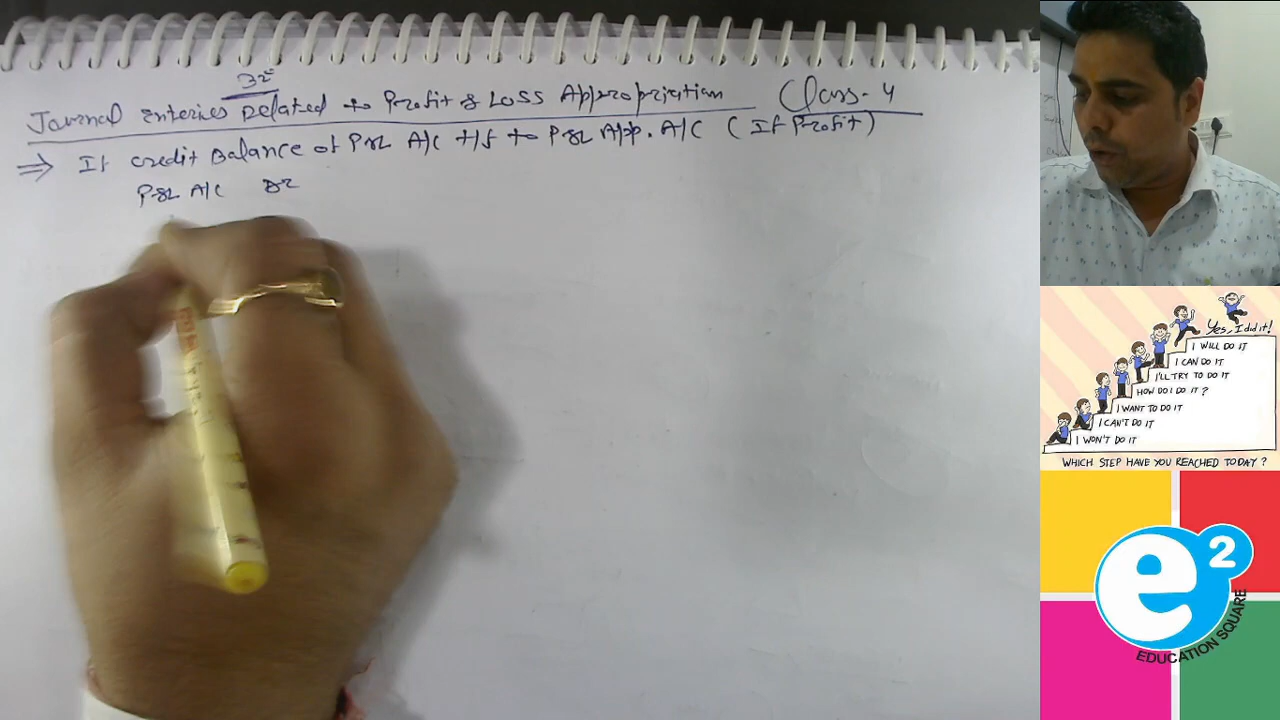 Journal Enteries Related to Profit & Loss Appropriation Class-4
⇒ If credit Balance of P&L A/c t/f to P&L App. A/C (If Profit)
P&L A/C Dr
Yes, I did it!
I WILL DO IT
I CAN DO IT
I'LL TRY TO DO IT
HOW DO I DO IT?
I WANT TO DO IT
I CAN'T DO IT
I WON'T DO IT
WHICH STEP HAVE YOU REACHED TODAY?
e2
EDUCATION SQUARE